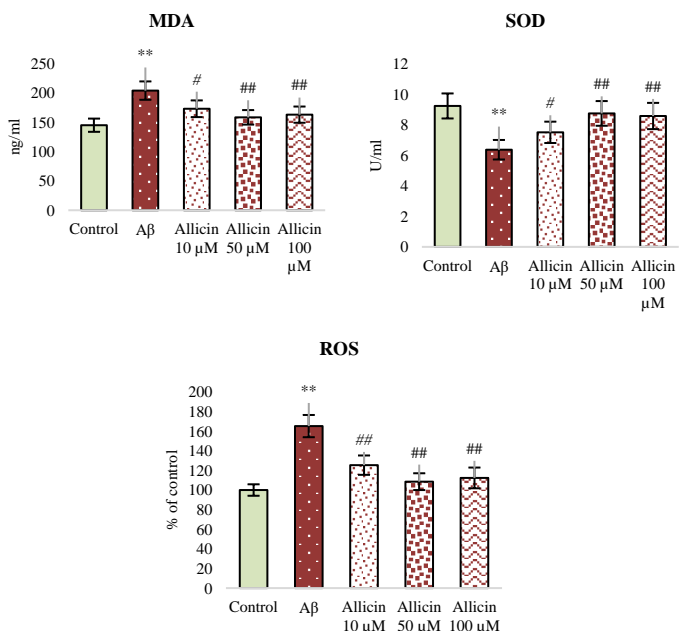 MDA
ng//ml
250
200
150
100
50
0
**
#
##
##
Control
Aβ
Allicin
10 µM
Allicin
50 µM
Allicin
100
µM
SOD
U/ml
12
10
8
6
4
2
0
**
#
##
##
Control
Aβ
Allicin
10 µM
Allicin
50 µM
Allicin
100
µM
ROS
% of control
200
180
160
140
120
100
80
60
40
20
0
**
##
##
##
Control
Aβ
Allicin
10 µM
Allicin
50 µM
Allicin
100 µM